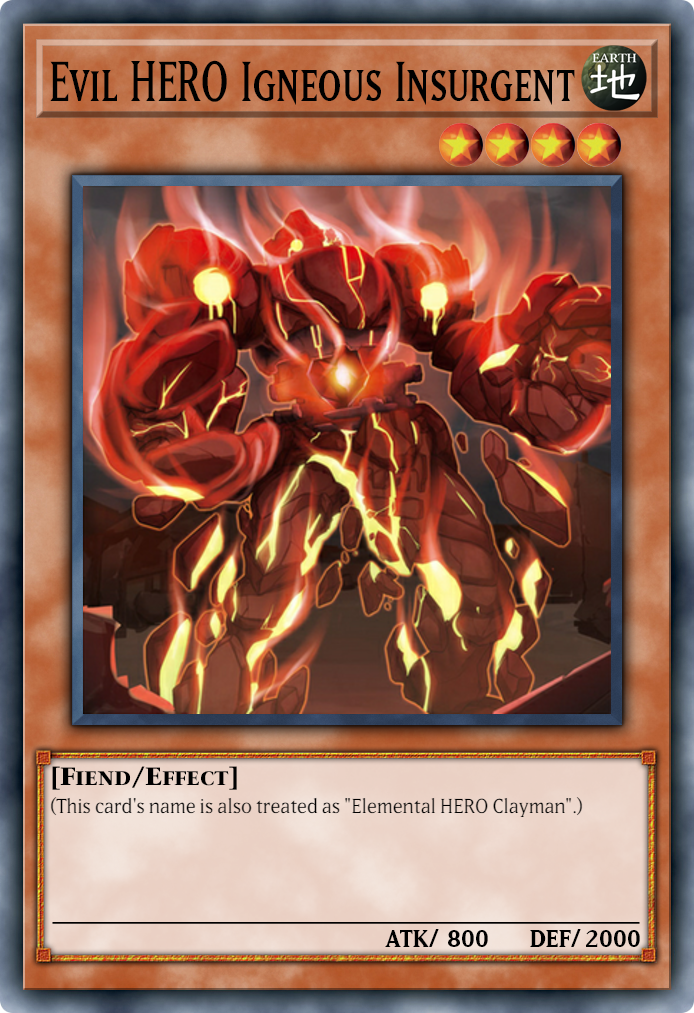 Evil HERO Igneous Insurgent
EARTH
地
[Fiend/Effect]
(This card's name is also treated as "Elemental HERO Clayman".)
ATK/ 800 DEF/ 2000